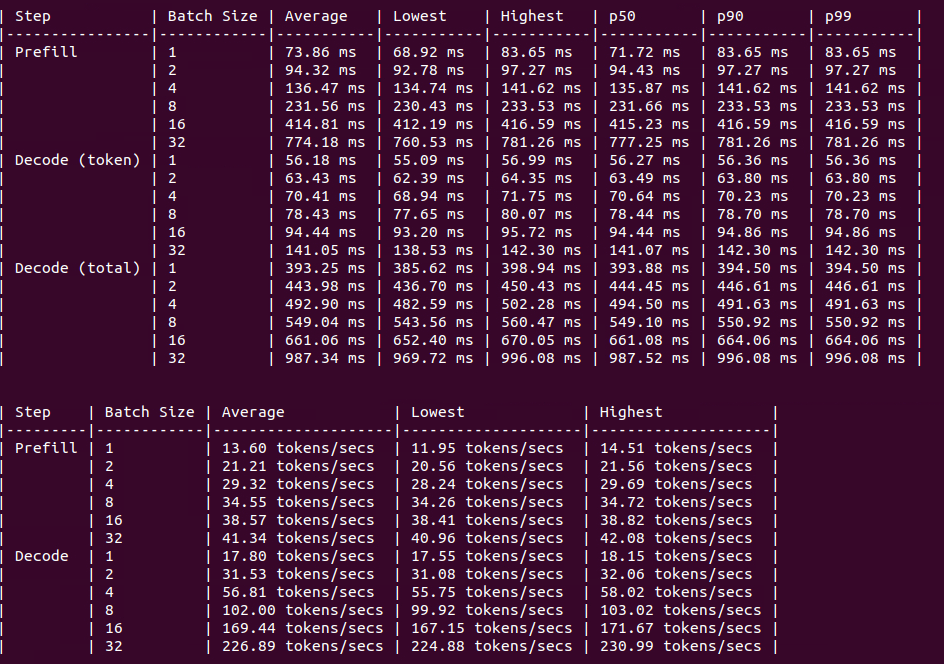 | Step           | Batch Size | Average   | Lowest    | Highest   | p50       | p90       | p99       |
|----------------|------------|-----------|-----------|-----------|-----------|-----------|-----------|
| Prefill        | 1          | 73.86 ms  | 68.92 ms  | 83.65 ms  | 71.72 ms  | 83.65 ms  | 83.65 ms  |
|                | 2          | 94.32 ms  | 92.78 ms  | 97.27 ms  | 94.43 ms  | 97.27 ms  | 97.27 ms  |
|                | 4          | 136.47 ms | 134.74 ms | 141.62 ms | 135.87 ms | 141.62 ms | 141.62 ms |
|                | 8          | 231.56 ms | 230.43 ms | 233.53 ms | 231.66 ms | 233.53 ms | 233.53 ms |
|                | 16         | 414.81 ms | 412.19 ms | 416.59 ms | 415.23 ms | 416.59 ms | 416.59 ms |
|                | 32         | 774.18 ms | 760.53 ms | 781.26 ms | 777.25 ms | 781.26 ms | 781.26 ms |
| Decode (token) | 1          | 56.18 ms  | 55.09 ms  | 56.99 ms  | 56.27 ms  | 56.36 ms  | 56.36 ms  |
|                | 2          | 63.43 ms  | 62.39 ms  | 64.35 ms  | 63.49 ms  | 63.80 ms  | 63.80 ms  |
|                | 4          | 70.41 ms  | 68.94 ms  | 71.75 ms  | 70.64 ms  | 70.23 ms  | 70.23 ms  |
|                | 8          | 78.43 ms  | 77.65 ms  | 80.07 ms  | 78.44 ms  | 78.70 ms  | 78.70 ms  |
|                | 16         | 94.44 ms  | 93.20 ms  | 95.72 ms  | 94.44 ms  | 94.86 ms  | 94.86 ms  |
|                | 32         | 141.05 ms | 138.53 ms | 142.30 ms | 141.07 ms | 142.30 ms | 142.30 ms |
| Decode (total) | 1          | 393.25 ms | 385.62 ms | 398.94 ms | 393.88 ms | 394.50 ms | 394.50 ms |
|                | 2          | 443.98 ms | 436.70 ms | 450.43 ms | 444.45 ms | 446.61 ms | 446.61 ms |
|                | 4          | 492.90 ms | 482.59 ms | 502.28 ms | 494.50 ms | 491.63 ms | 491.63 ms |
|                | 8          | 549.04 ms | 543.56 ms | 560.47 ms | 549.10 ms | 550.92 ms | 550.92 ms |
|                | 16         | 661.06 ms | 652.40 ms | 670.05 ms | 661.08 ms | 664.06 ms | 664.06 ms |
|                | 32         | 987.34 ms | 969.72 ms | 996.08 ms | 987.52 ms | 996.08 ms | 996.08 ms |
| Step    | Batch Size | Average            | Lowest             | Highest            |
|---------|------------|--------------------|--------------------|--------------------|
| Prefill | 1          | 13.60 tokens/secs  | 11.95 tokens/secs  | 14.51 tokens/secs  |
|         | 2          | 21.21 tokens/secs  | 20.56 tokens/secs  | 21.56 tokens/secs  |
|         | 4          | 29.32 tokens/secs  | 28.24 tokens/secs  | 29.69 tokens/secs  |
|         | 8          | 34.55 tokens/secs  | 34.26 tokens/secs  | 34.72 tokens/secs  |
|         | 16         | 38.57 tokens/secs  | 38.41 tokens/secs  | 38.82 tokens/secs  |
|         | 32         | 41.34 tokens/secs  | 40.96 tokens/secs  | 42.08 tokens/secs  |
| Decode  | 1          | 17.80 tokens/secs  | 17.55 tokens/secs  | 18.15 tokens/secs  |
|         | 2          | 31.53 tokens/secs  | 31.08 tokens/secs  | 32.06 tokens/secs  |
|         | 4          | 56.81 tokens/secs  | 55.75 tokens/secs  | 58.02 tokens/secs  |
|         | 8          | 102.00 tokens/secs | 99.92 tokens/secs  | 103.02 tokens/secs |
|         | 16         | 169.44 tokens/secs | 167.15 tokens/secs | 171.67 tokens/secs |
|         | 32         | 226.89 tokens/secs | 224.88 tokens/secs | 230.99 tokens/secs |